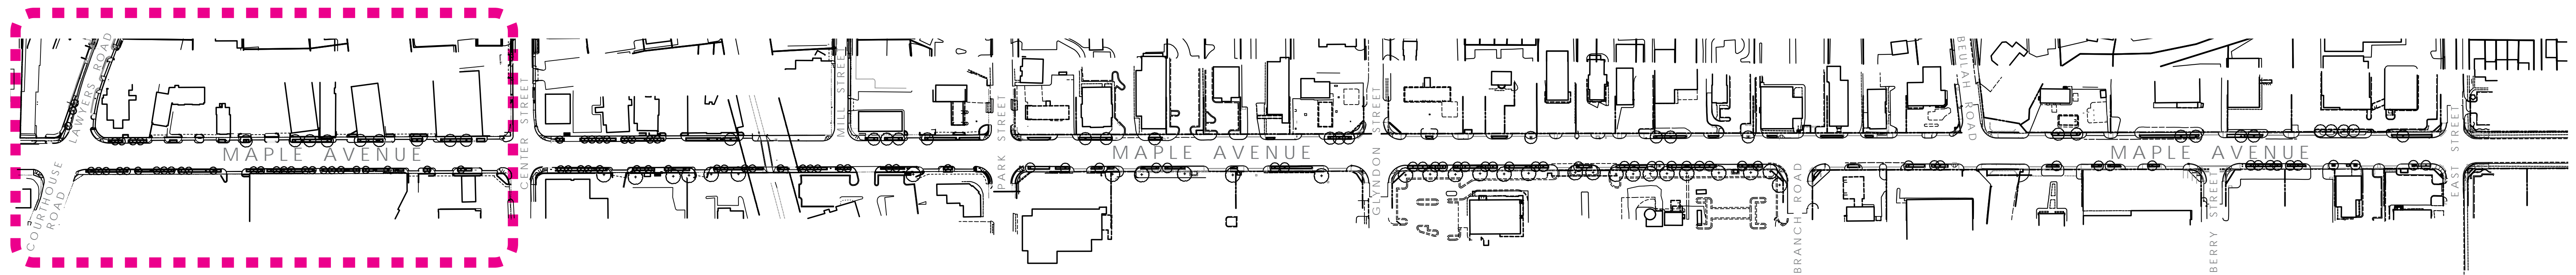 LAWYERS ROAD
COURTHOUSE
ROAD
MAPLE AVENUE
CENTER STREET
MILL STREET
PARK STREET
MAPLE AVENUE
GLYNDON STREET
BRANCH ROAD
BEULAH ROAD
MAPLE AVENUE
BERRY STREET
EAST STREET